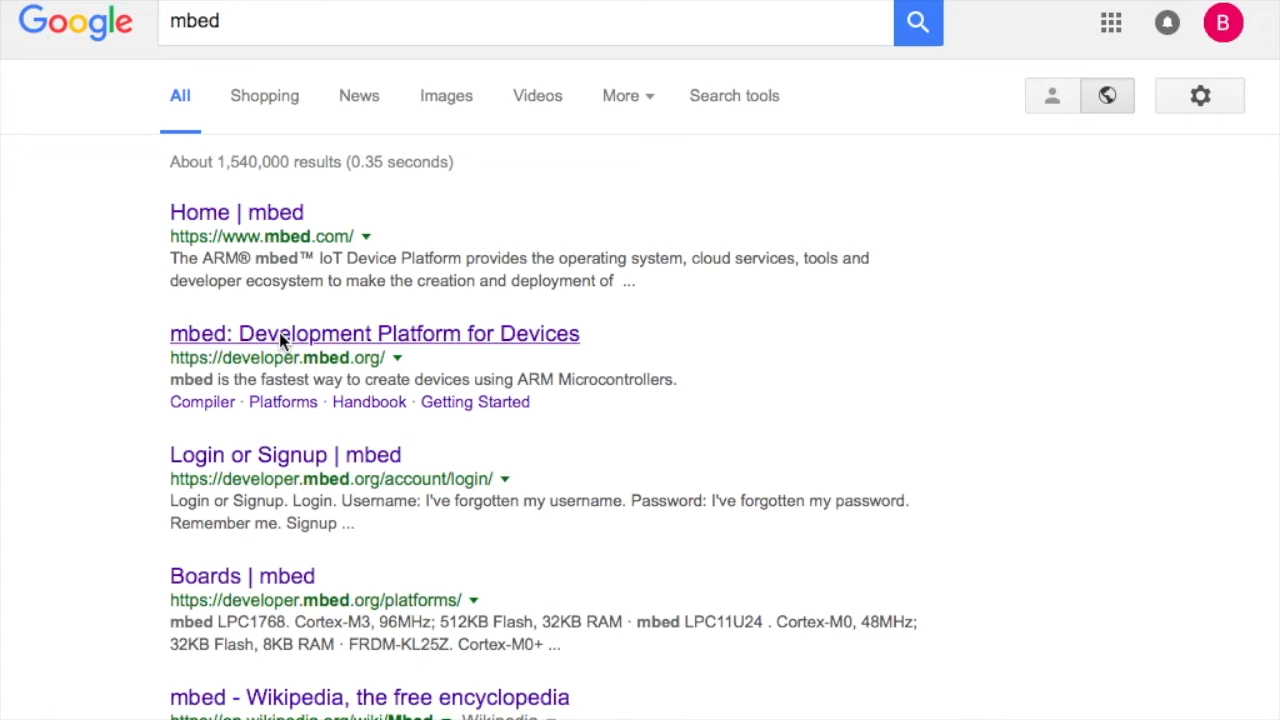 Google
mbed
B
All Shopping News Images Videos More Search tools
About 1,540,000 results (0.35 seconds)
Home | mbed
https://www.mbed.com/
The ARM® mbed™ IoT Device Platform provides the operating system, cloud services, tools and
developer ecosystem to make the creation and deployment of ...
mbed: Development Platform for Devices
https://developer.mbed.org/
mbed is the fastest way to create devices using ARM Microcontrollers.
Compiler · Platforms · Handbook · Getting Started
Login or Signup | mbed
https://developer.mbed.org/account/login/
Login or Signup. Login. Username: I've forgotten my username. Password: I've forgotten my password.
Remember me. Signup ...
Boards | mbed
https://developer.mbed.org/platforms/
mbed LPC1768. Cortex-M3, 96MHz; 512KB Flash, 32KB RAM · mbed LPC11U24 . Cortex-M0, 48MHz;
32KB Flash, 8KB RAM · FRDM-KL25Z. Cortex-M0+ ...
mbed - Wikipedia, the free encyclopedia
https://en.wikipedia.org/wiki/Mbed Wikipedia